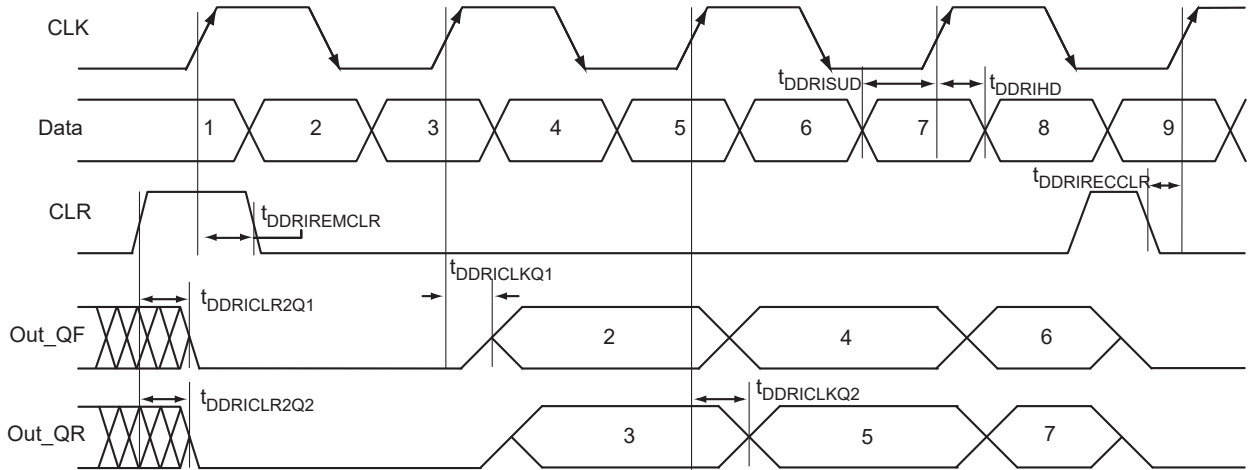 CLK
tDDRISUD
tDDRIHD
Data
1 2 3 4 5 6 7 8 9
tDDRIRECCLR
CLR
tDDRIREMCLR
tDDRICLKQ1
tDDRICLR2Q1
Out_QF
2 4 6
tDDRICLR2Q2
tDDRICLKQ2
Out_QR
3 5 7